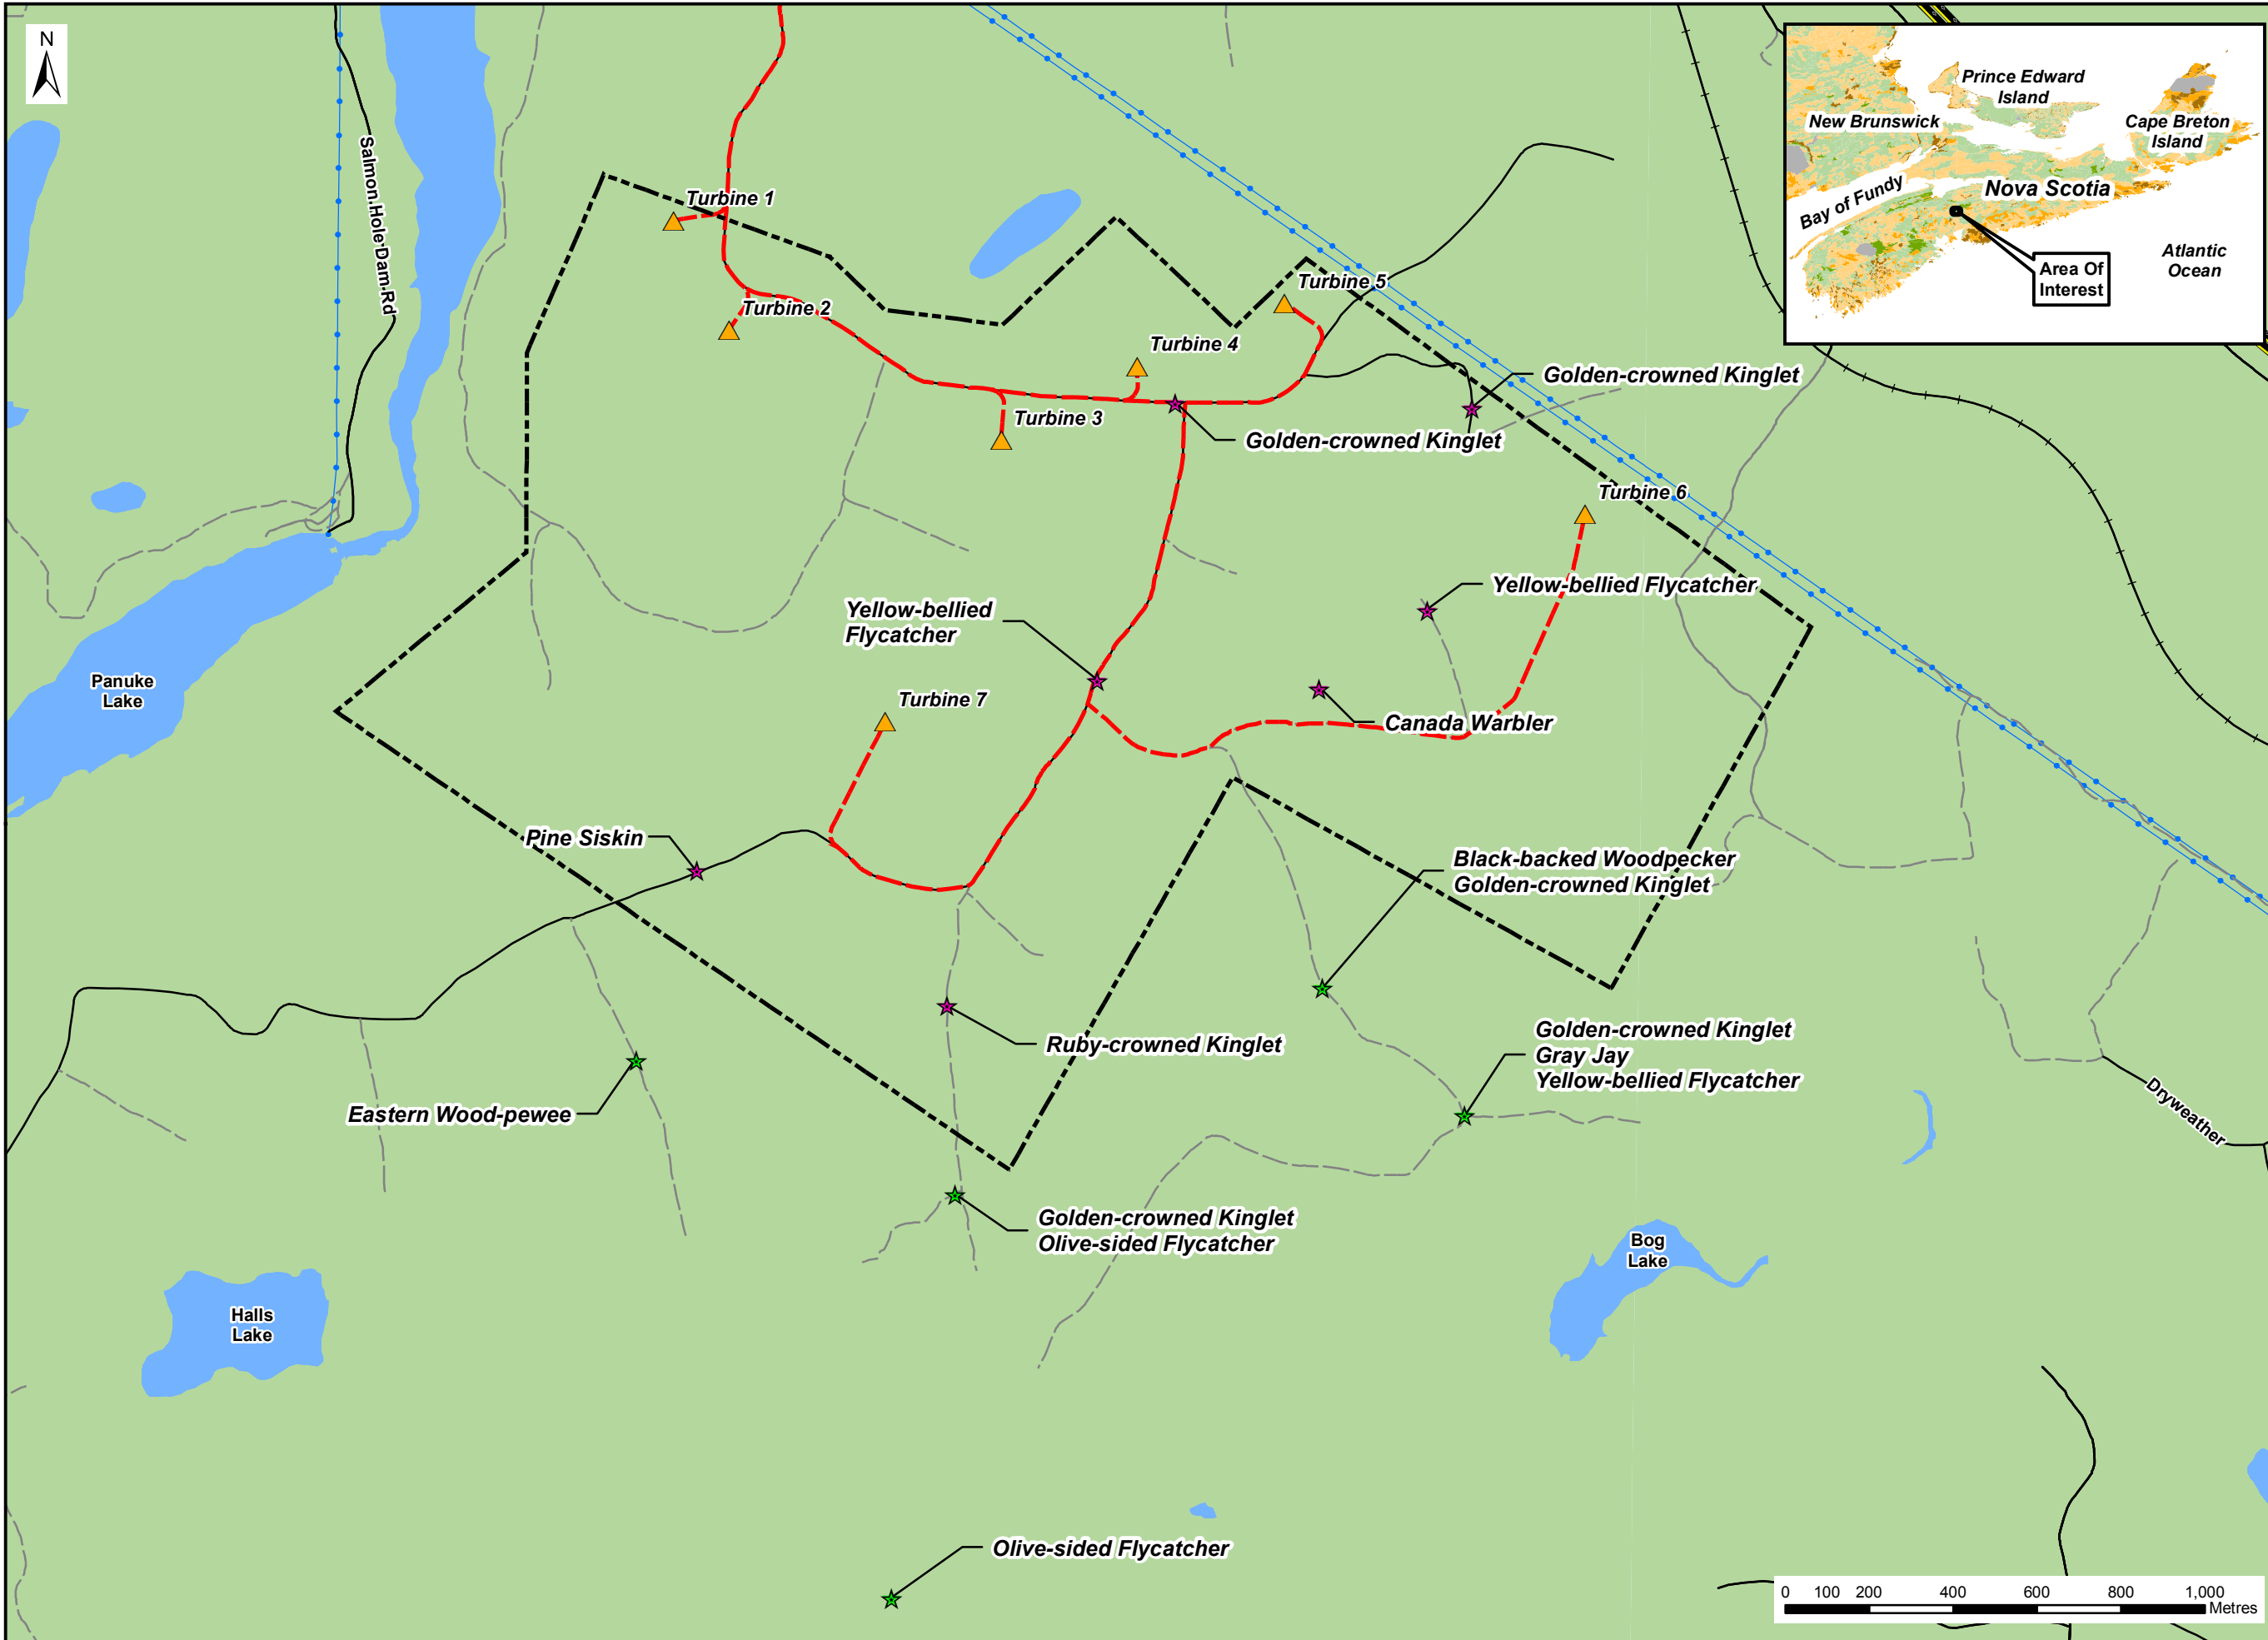 N
Salmon Hole Dam Rd
Prince Edward
Island
New Brunswick
Cape Breton
Island
Nova Scotia
Bay of Fundy
Atlantic
Ocean
Area Of
Interest
Turbine 1
Turbine 2
Turbine 5
Turbine 4
Golden-crowned Kinglet
Turbine 3
Golden-crowned Kinglet
Turbine 6
Yellow-bellied Flycatcher
Yellow-bellied
Flycatcher
Panuke
Lake
Turbine 7
Canada Warbler
Pine Siskin
Black-backed Woodpecker
Golden-crowned Kinglet
Ruby-crowned Kinglet
Golden-crowned Kinglet
Gray Jay
Yellow-bellied Flycatcher
Eastern Wood-pewee
Dryweather
Golden-crowned Kinglet
Olive-sided Flycatcher
Bog
Lake
Halls
Lake
Olive-sided Flycatcher
0 100 200 400 600 800 1,000
Metres